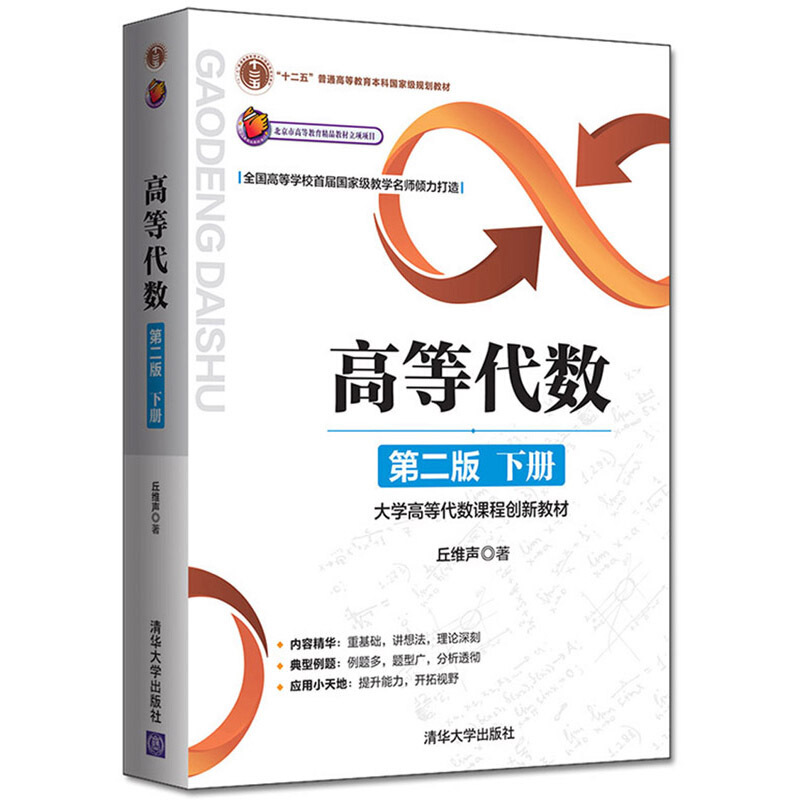 GAODENG DAISHU
高等代数
第二版 下册
丘维声◎著
清华大学出版社
“十二五”普通高等教育本科国家级规划教材
北京市高等教育精品教材立项项目
全国高等学校首届国家级教学名师倾力打造
高等代数
第二版 下册
大学高等代数课程创新教材
丘维声◎著
内容精华：重基础，讲想法，理论深刻
典型例题：例题多，题型广，分析透彻
应用小天地：提升能力，开拓视野
清华大学出版社